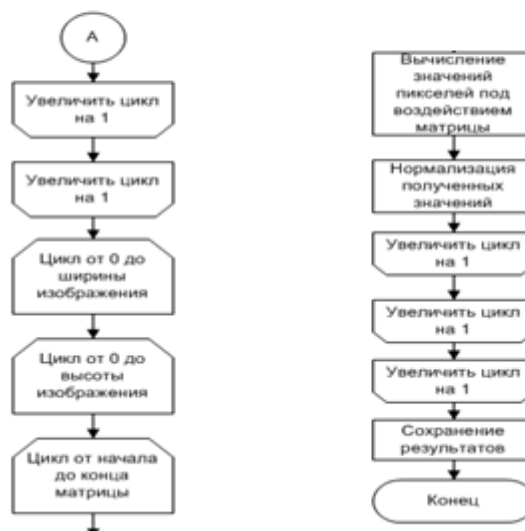 А
Увеличить цикл
на 1
Увеличить цикл
на 1
Цикл от 0 до
ширины
изображения
Цикл от 0 до
высоты
изображения
Цикл от начала
до конца
матрицы
Вычисление
значений
пикселей под
воздействием
матрицы
Нормализация
полученных
значений
Увеличить цикл
на 1
Увеличить цикл
на 1
Увеличить цикл
на 1
Сохранение
результатов
Конец